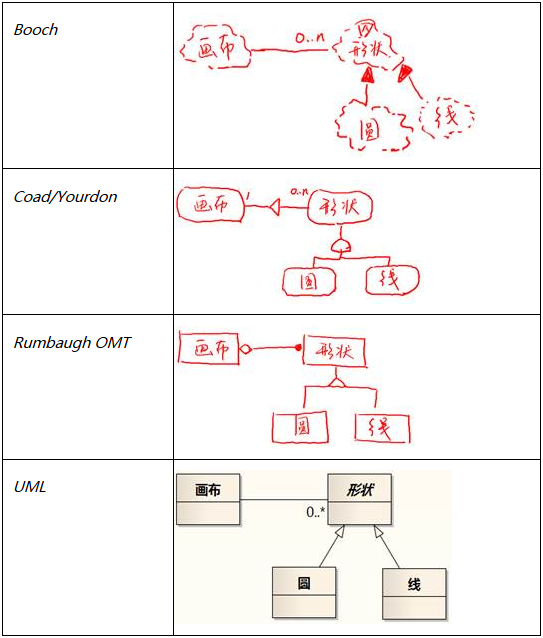 Booch
画布
0..n
形状
圆
线
Coad/Yourdon
画布
1
0..n
形状
圆
线
Rumbaugh OMT
画布
形状
圆
线
UML
画布
形状
0..*
圆
线